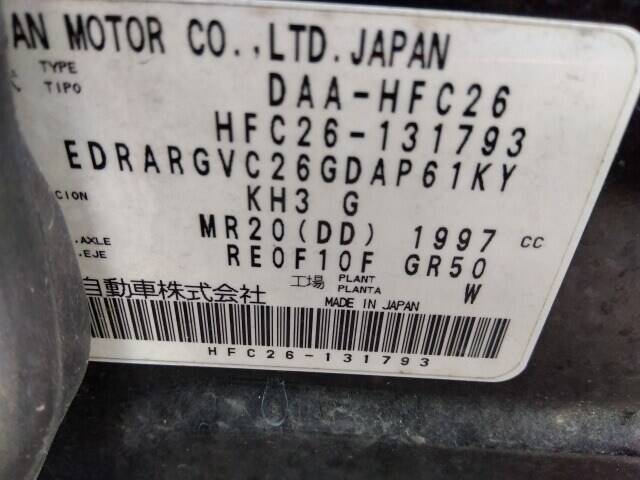 AN MOTOR CO.,LTD.JAPAN
TYPE
TIPO DAA-HFC26
HFC26-131793
EDRARGVC26GDAP61KY
CION KH3 G
MR20(DD) 1997 CC
.AXLE
.EJE RE0F10F GR50
自動車株式会社 工場 PLANT PLANTA W
MADE IN JAPAN
HFC26-131793